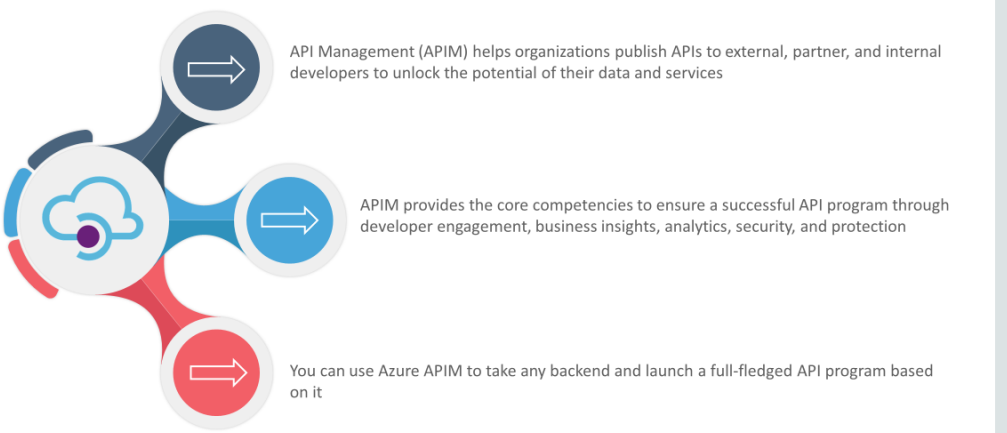 API Management (APIM) helps organizations publish APIs to external, partner, and internal
developers to unlock the potential of their data and services
APIM provides the core competencies to ensure a successful API program through
developer engagement, business insights, analytics, security, and protection
You can use Azure APIM to take any backend and launch a full-fledged API program based
on it